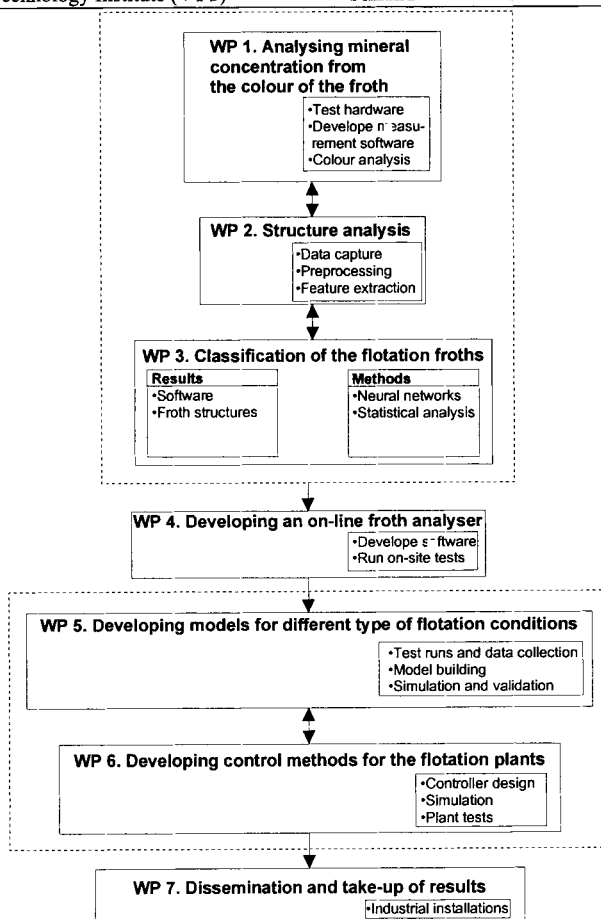 WP 1. Analysing mineral
concentration from
the colour of the froth
•Test hardware
•Develope measu-
rement software
•Colour analysis
WP 2. Structure analysis
•Data capture
•Preprocessing
•Feature extraction
WP 3. Classification of the flotation froths
Results
•Software
•Froth structures
Methods
•Neural networks
•Statistical analysis
WP 4. Developing an on-line froth analyser
•Develope software
•Run on-site tests
WP 5. Developing models for different type of flotation conditions
•Test runs and data collection
•Model building
•Simulation and validation
WP 6. Developing control methods for the flotation plants
•Controller design
•Simulation
•Plant tests
WP 7. Dissemination and take-up of results
•Industrial installations